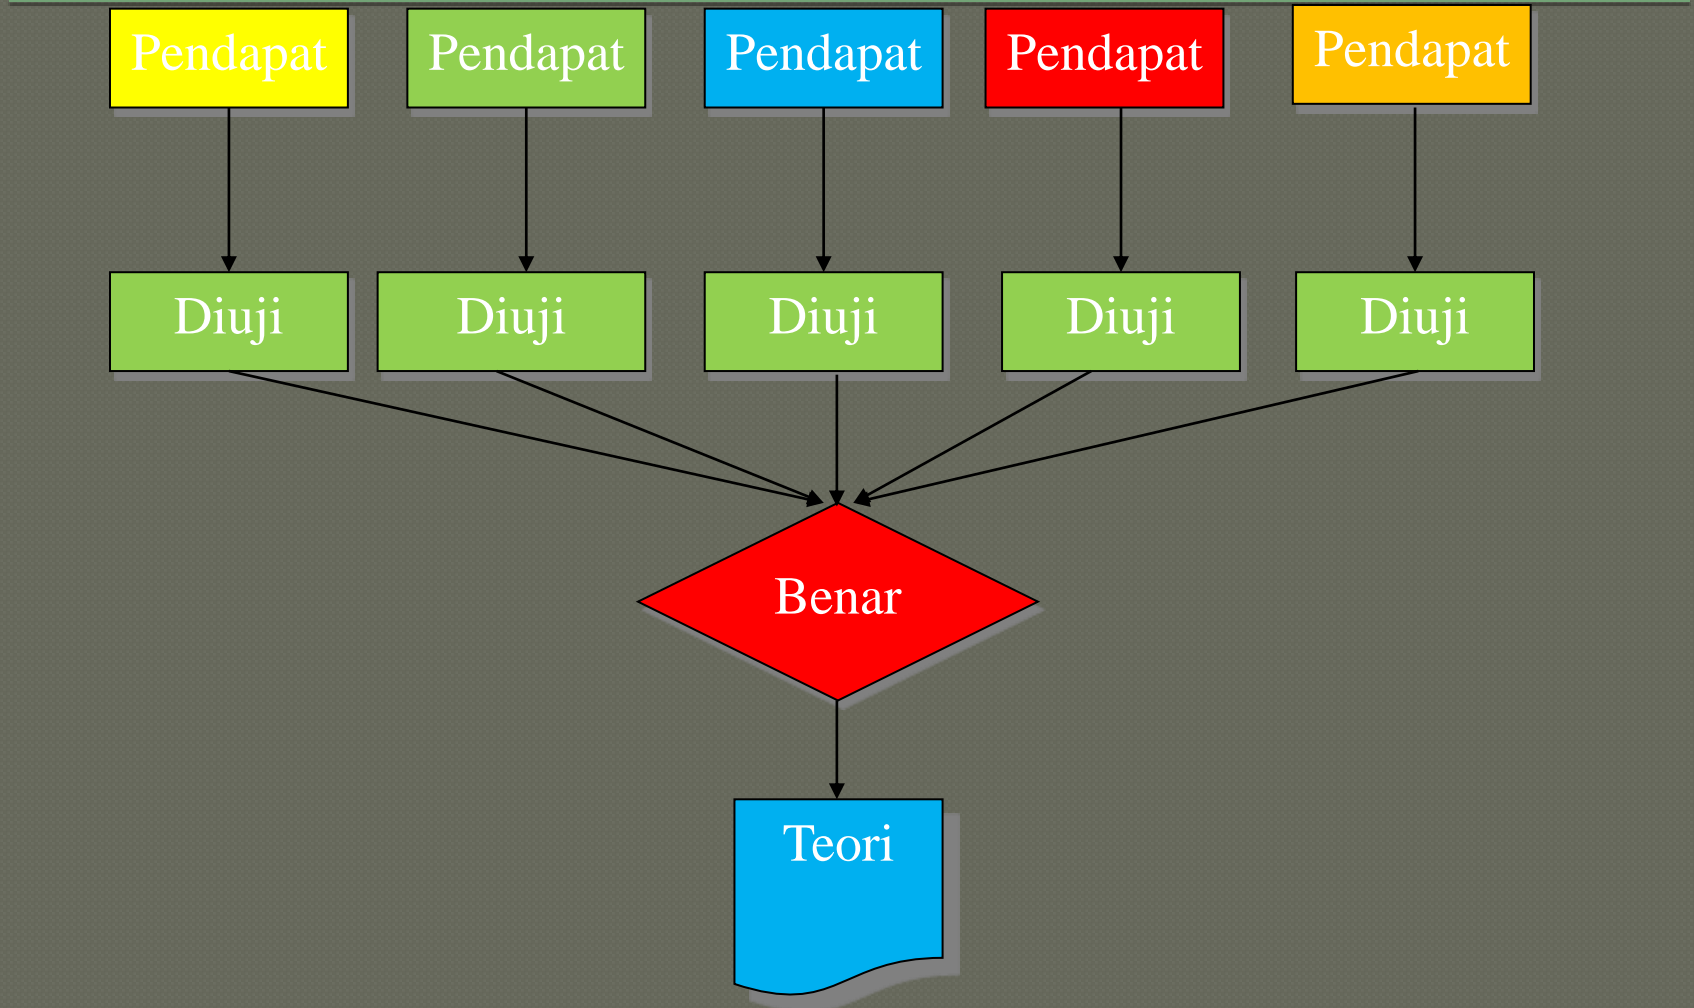 Pendapat
Pendapat
Pendapat
Pendapat
Pendapat
Diuji
Diuji
Diuji
Diuji
Diuji
Benar
Teori